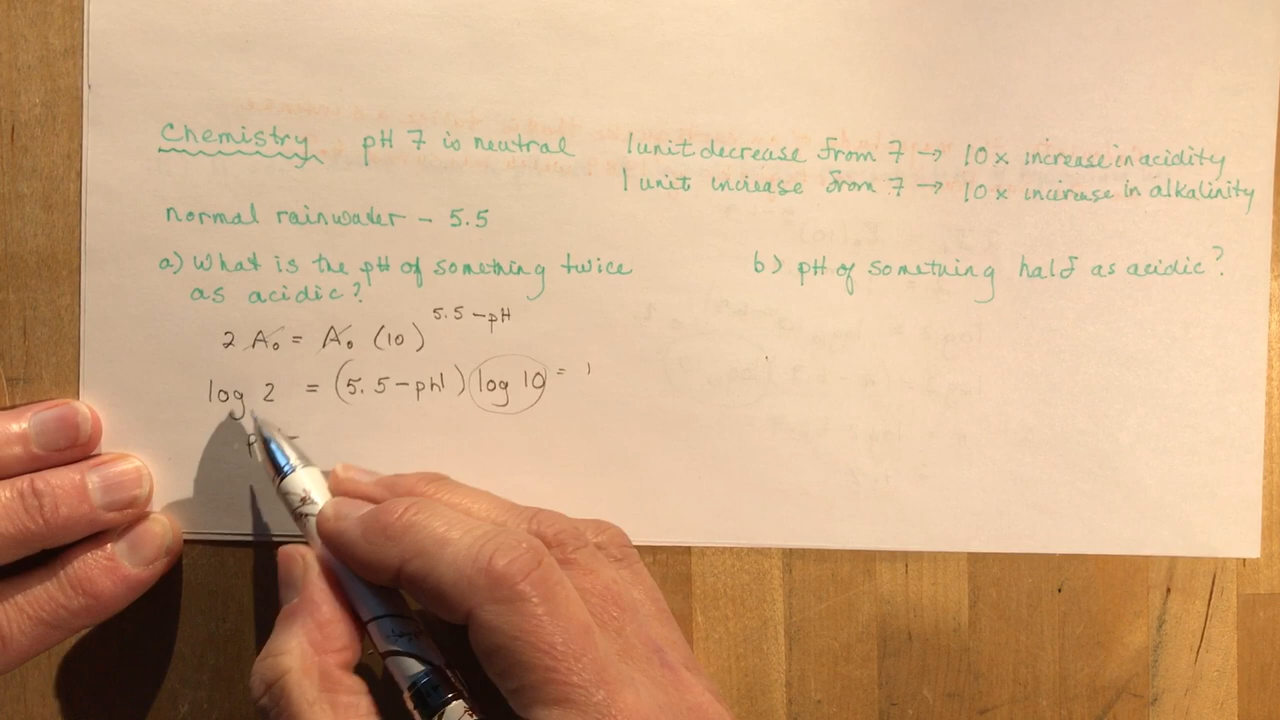 Chemistry pH 7 is neutral 1 unit decrease from 7 → 10 x increase in acidity
1 unit increase from 7 → 10 x increase in alkalinity
normal rainwater - 5.5
a) What is the pH of something twice
as acidic?
b) pH of something half as acidic?
2 A₀ = A₀ (10)^5.5-pH
log 2 = (5.5-pH) log 10 = 1
p